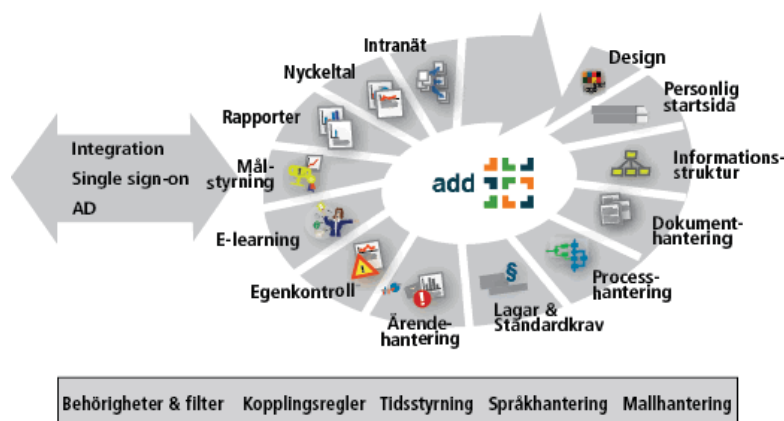 Intranät
Design
Nyckeltal
Personlig
startsida
Rapporter
Integration
Single sign-on
AD
Mål-
styrning
add
Informations-
struktur
E-learning
Dokument-
hantering
Egenkontroll
Process-
hantering
Ärende-
hantering
§
Lagar &
Standardkrav
Behörigheter & filter Kopplingsregler Tidsstyrning Språkhantering Mallhantering